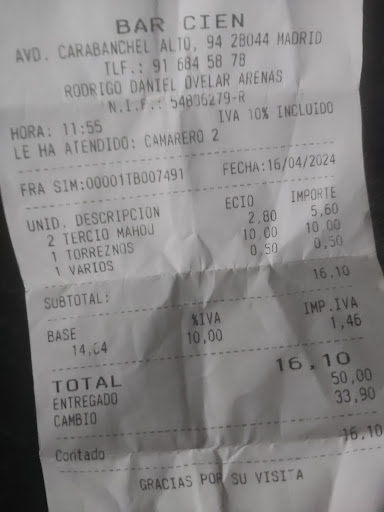 BAR CIEN
AVD. CARABANCHEL ALTO, 94 28044 MADRID
TLF.: 91 684 58 78
RODRIGO DANIEL OVELAR ARENAS
N.I.F.: 54806279-R
IVA 10% INCLUIDO
HORA: 11:55
LE HA ATENDIDO: CAMARERO 2
FRA SIM:00001TB007491 FECHA:16/04/2024
UNID. DESCRIPCION ECIO IMPORTE
2 TERCIO MAHOU 2.80 5,60
1 TORREZNOS 10,00 10,00
1 VARIOS 0,50 0,50
SUBTOTAL: 16,10
BASE %IVA IMP.IVA
14,64 10,00 1,46
TOTAL 16,10
ENTREGADO 50,00
CAMBIO 33,90
Contado 16,10
GRACIAS POR SU VISITA